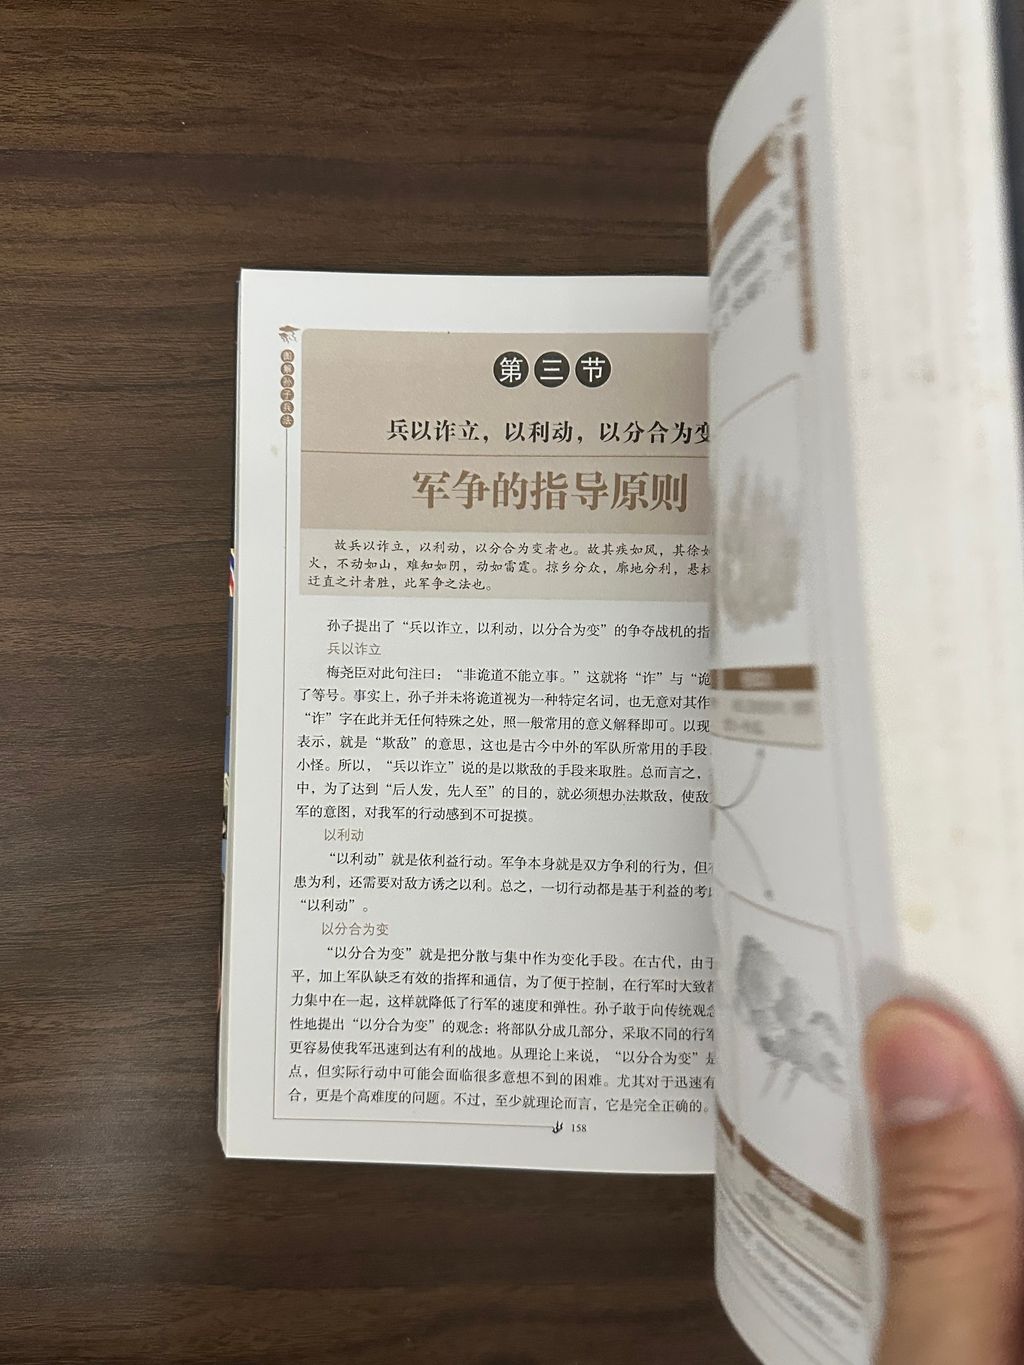 图解孙子兵法
第三节
兵以诈立，以利动，以分合为变
军争的指导原则
故兵以诈立，以利动，以分合为变者也。故其疾如风，其徐如
火，不动如山，难知如阴，动如雷霆。掠乡分众，廓地分利，悬权
迂直之计者胜，此军争之法也。
孙子提出了“兵以诈立，以利动，以分合为变”的争夺战机的指
兵以诈立
梅尧臣对此句注曰：“非诡道不能立事。”这就将“诈”与“诡
了等号。事实上，孙子并未将诡道视为一种特定名词，也无意对其作
“诈”字在此并无任何特殊之处，照一般常用的意义解释即可。以现
表示，就是“欺敌”的意思，这也是古今中外的军队所常用的手段
小怪。所以，“兵以诈立”说的是以欺敌的手段来取胜。总而言之，
中，为了达到“后人发，先人至”的目的，就必须想办法欺敌，使敌
军的意图，对我军的行动感到不可捉摸。
以利动
“以利动”就是依利益行动。军争本身就是双方争利的行为，但
患为利，还需要对敌方诱之以利。总之，一切行动都是基于利益的考
“以利动”。
以分合为变
“以分合为变”就是把分散与集中作为变化手段。在古代，由于
平，加上军队缺乏有效的指挥和通信，为了便于控制，在行军时大致都
力集中在一起，这样就降低了行军的速度和弹性。孙子敢于向传统观念
性地提出“以分合为变”的观念：将部队分成几部分，采取不同的行军
更容易使我军迅速到达有利的战地。从理论上来说，“以分合为变”是
点，但实际行动中可能会面临很多意想不到的困难。尤其对于迅速有
合，更是个高难度的问题。不过，至少就理论而言，它是完全正确的。
158